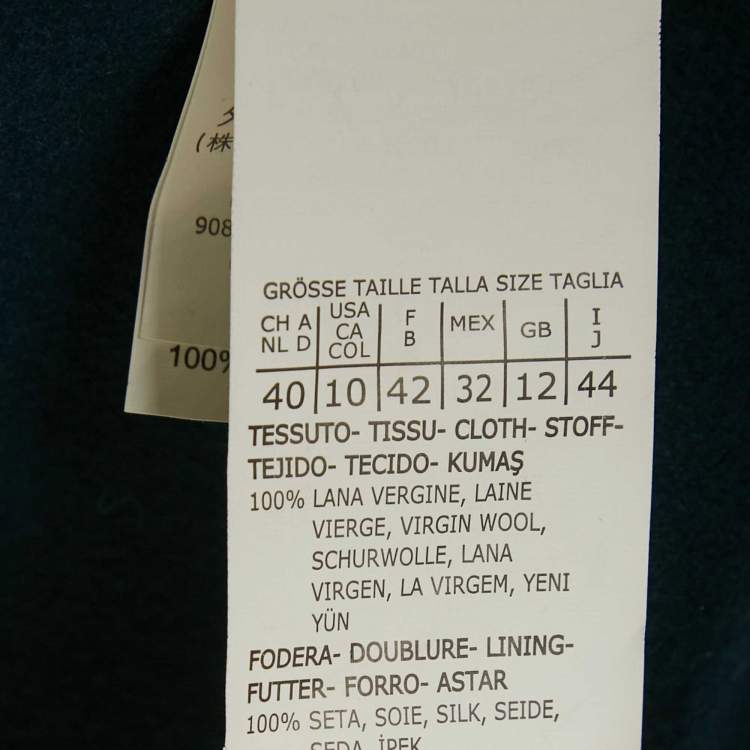 (株
908
100%
GRÖSSE TAILLE TALLA SIZE TAGLIA
CH A NL D | USA CA COL | F B | MEX | GB | I J
40 | 10 | 42 | 32 | 12 | 44
TESSUTO- TISSU- CLOTH- STOFF-
TEJIDO- TECIDO- KUMAŞ
100% LANA VERGINE, LAINE
VIERGE, VIRGIN WOOL,
SCHURWOLLE, LANA
VIRGEN, LA VIRGEM, YENI
YÜN
FODERA- DOUBLURE- LINING-
FUTTER- FORRO- ASTAR
100% SETA, SOIE, SILK, SEIDE,
SEDA, İPEK